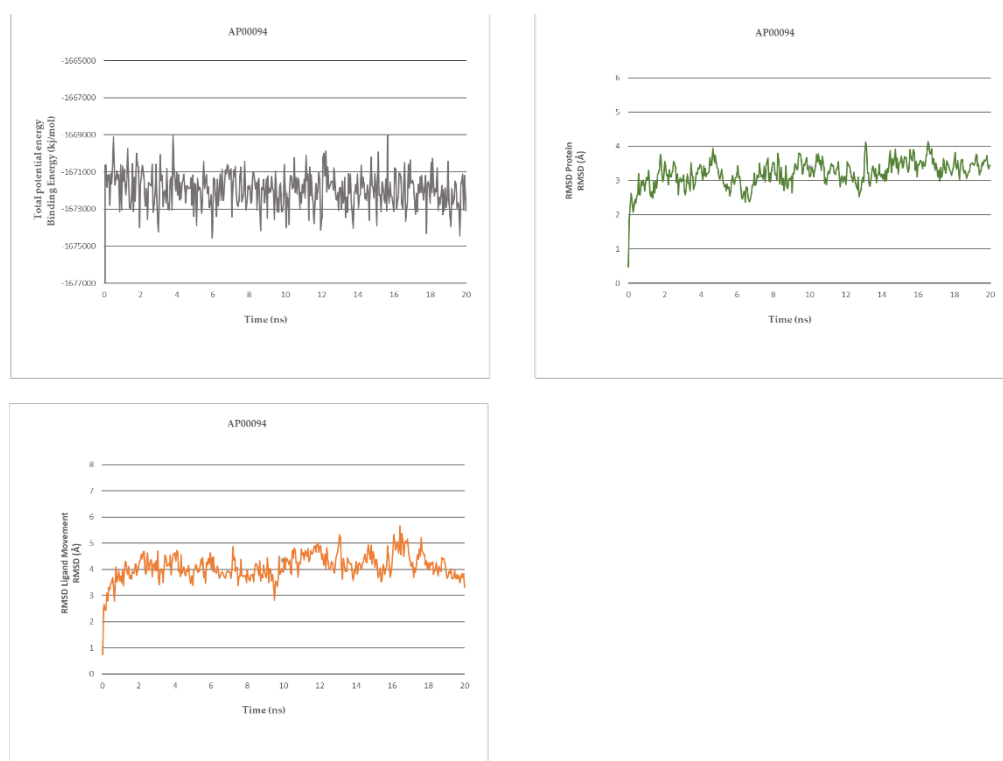 AP00094
Total potential energy
Binding Energy (kj/mol)
-1665000
-1667000
-1669000
-1671000
-1673000
-1675000
-1677000
0 2 4 6 8 10 12 14 16 18 20
Time (ns)
AP00094
RMSD Protein
RMSD (Å)
6
5
4
3
2
1
0
0 2 4 6 8 10 12 14 16 18 20
Time (ns)
AP00094
RMSD Ligand Movement
RMSD (Å)
8
7
6
5
4
3
2
1
0
0 2 4 6 8 10 12 14 16 18 20
Time (ns)